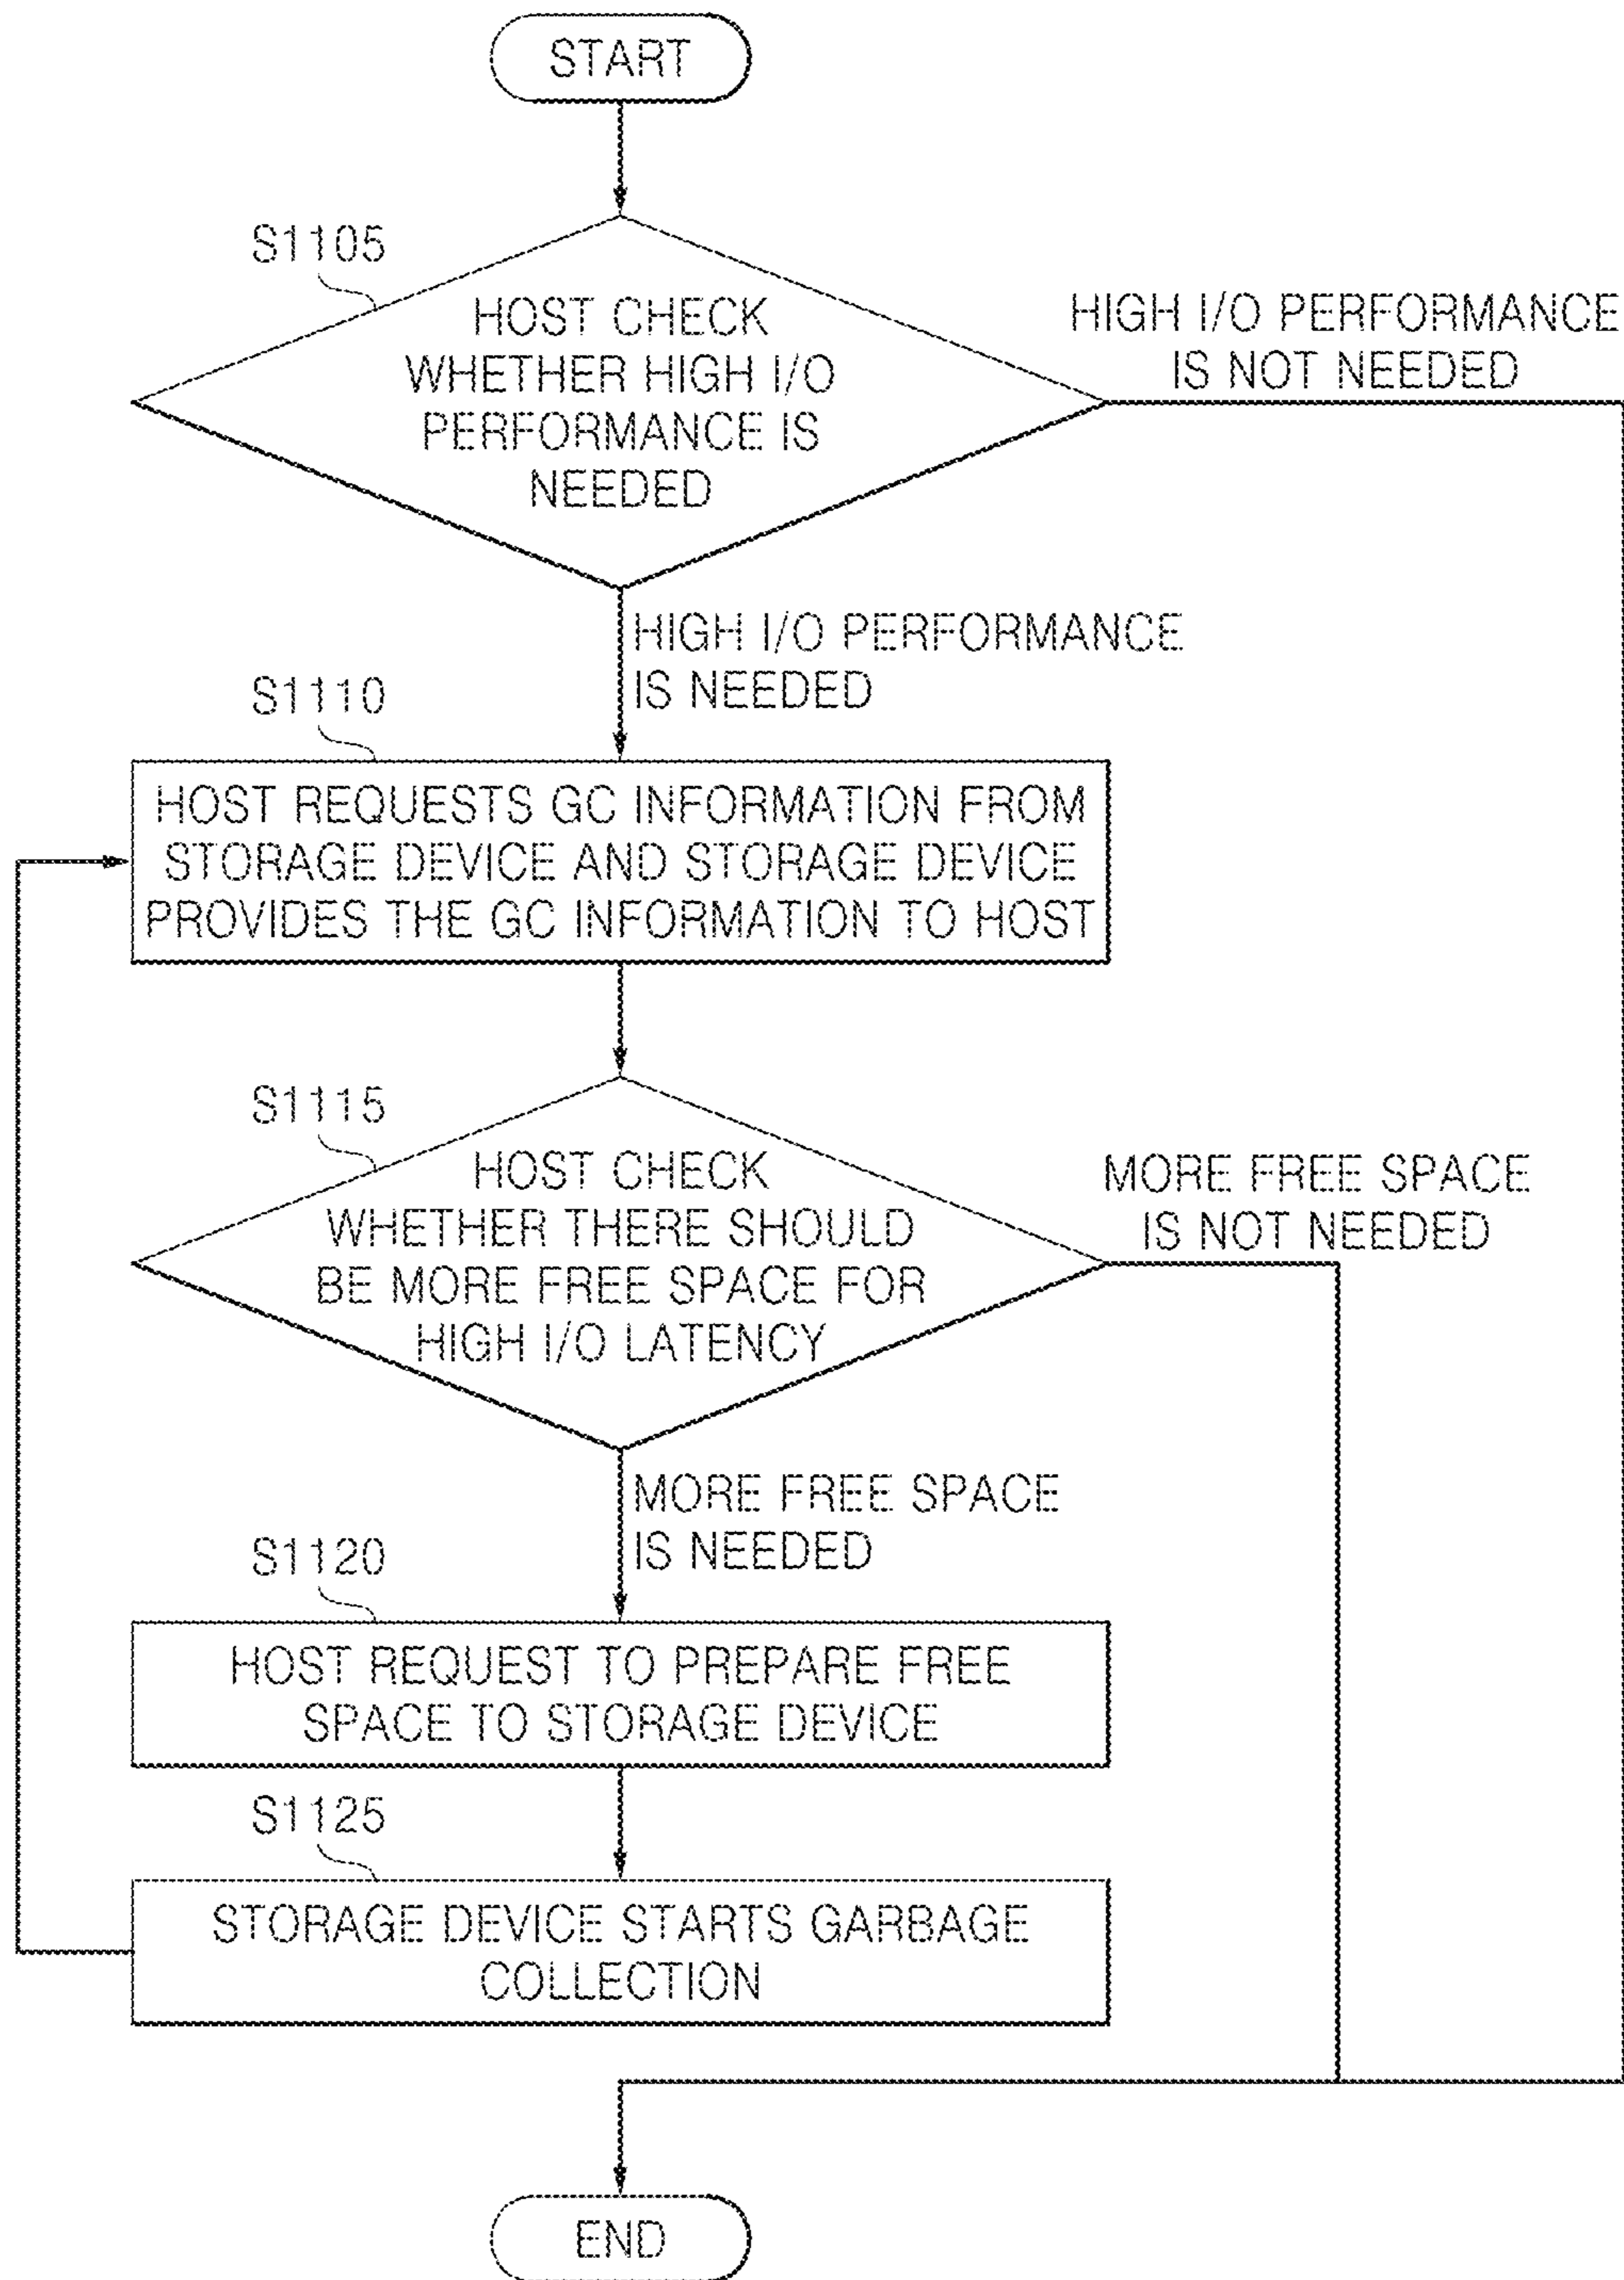 START
S1105
HOST CHECK
WHETHER HIGH I/O
PERFORMANCE IS
NEEDED
HIGH I/O PERFORMANCE
IS NOT NEEDED
HIGH I/O PERFORMANCE
IS NEEDED
S1110
HOST REQUESTS GC INFORMATION FROM
STORAGE DEVICE AND STORAGE DEVICE
PROVIDES THE GC INFORMATION TO HOST
S1115
HOST CHECK
WHETHER THERE SHOULD
BE MORE FREE SPACE FOR
HIGH I/O LATENCY
MORE FREE SPACE
IS NOT NEEDED
MORE FREE SPACE
IS NEEDED
S1120
HOST REQUEST TO PREPARE FREE
SPACE TO STORAGE DEVICE
S1125
STORAGE DEVICE STARTS GARBAGE
COLLECTION
END